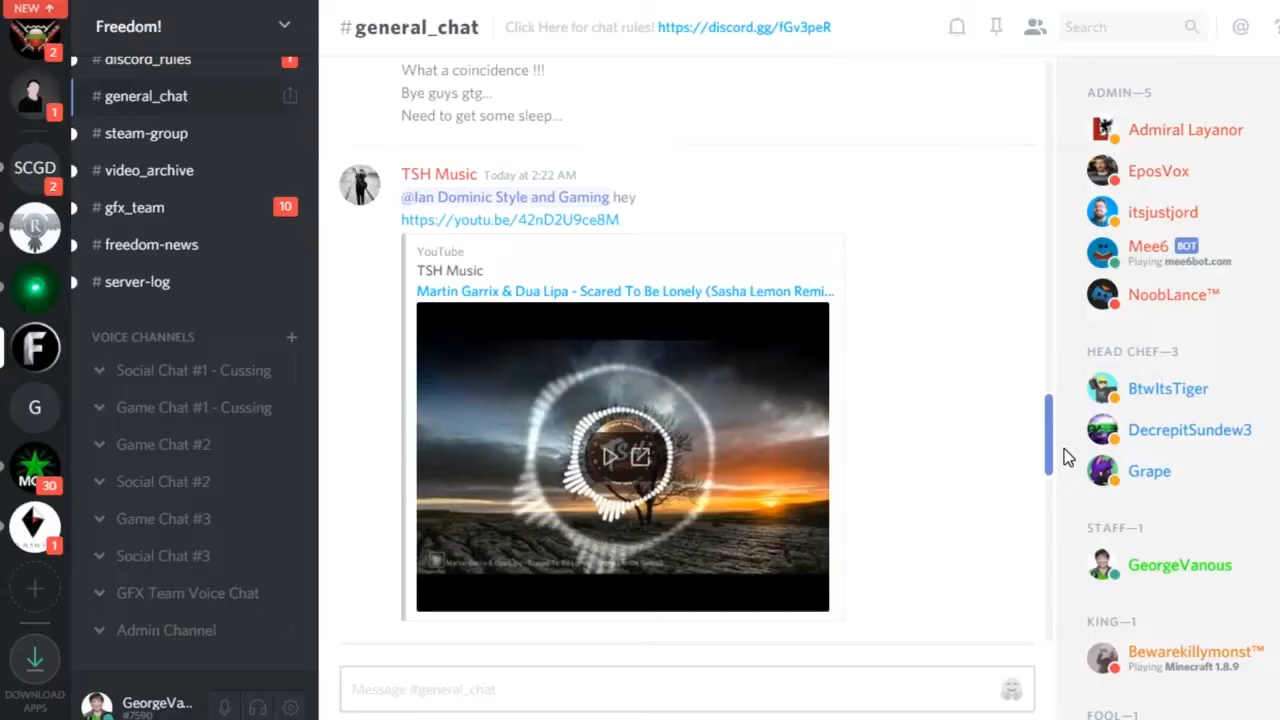 NEW ↑
2
1
SCGD
2
R
F
G
MC
30
1
DOWNLOAD
APPS
Freedom!
# discord_rules
1
# general_chat
# steam-group
# video_archive
# gfx_team
10
# freedom-news
# server-log
VOICE CHANNELS
Social Chat #1 - Cussing
Game Chat #1 - Cussing
Game Chat #2
Social Chat #2
Game Chat #3
Social Chat #3
GFX Team Voice Chat
Admin Channel
GeorgeVa...
#7590
# general_chat
Click Here for chat rules! https://discord.gg/fGv3peR
Search
@
?
What a coincidence !!!
Bye guys gtg...
Need to get some sleep...
TSH Music Today at 2:22 AM
@Ian Dominic Style and Gaming hey
https://youtu.be/42nD2U9ce8M
YouTube
TSH Music
Martin Garrix & Dua Lipa - Scared To Be Lonely (Sasha Lemon Remi...
Message #general_chat
ADMIN—5
Admiral Layanor
EposVox
itsjustjord
Mee6 BOT
Playing mee6bot.com
NoobLance™
HEAD CHEF—3
BtwItsTiger
DecrepitSundew3
Grape
STAFF—1
GeorgeVanous
KING—1
Bewarekillymonst™
Playing Minecraft 1.8.9
FOOL—1